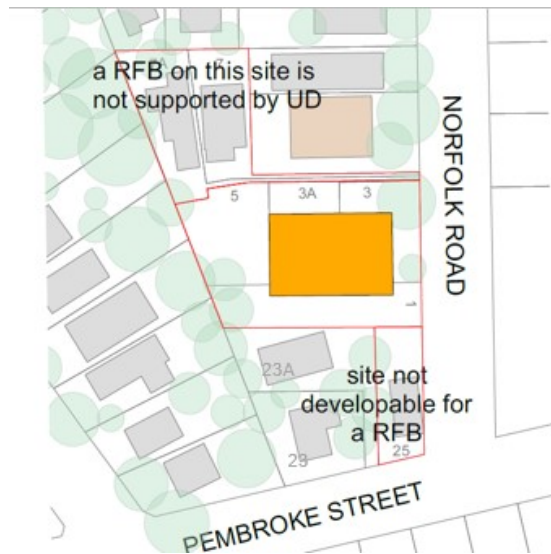 a RFB on this site is
not supported by UD
7
NORFOLK ROAD
5
3A
3
1
23A
site not
developable for
a RFB
25
23
PEMBROKE STREET